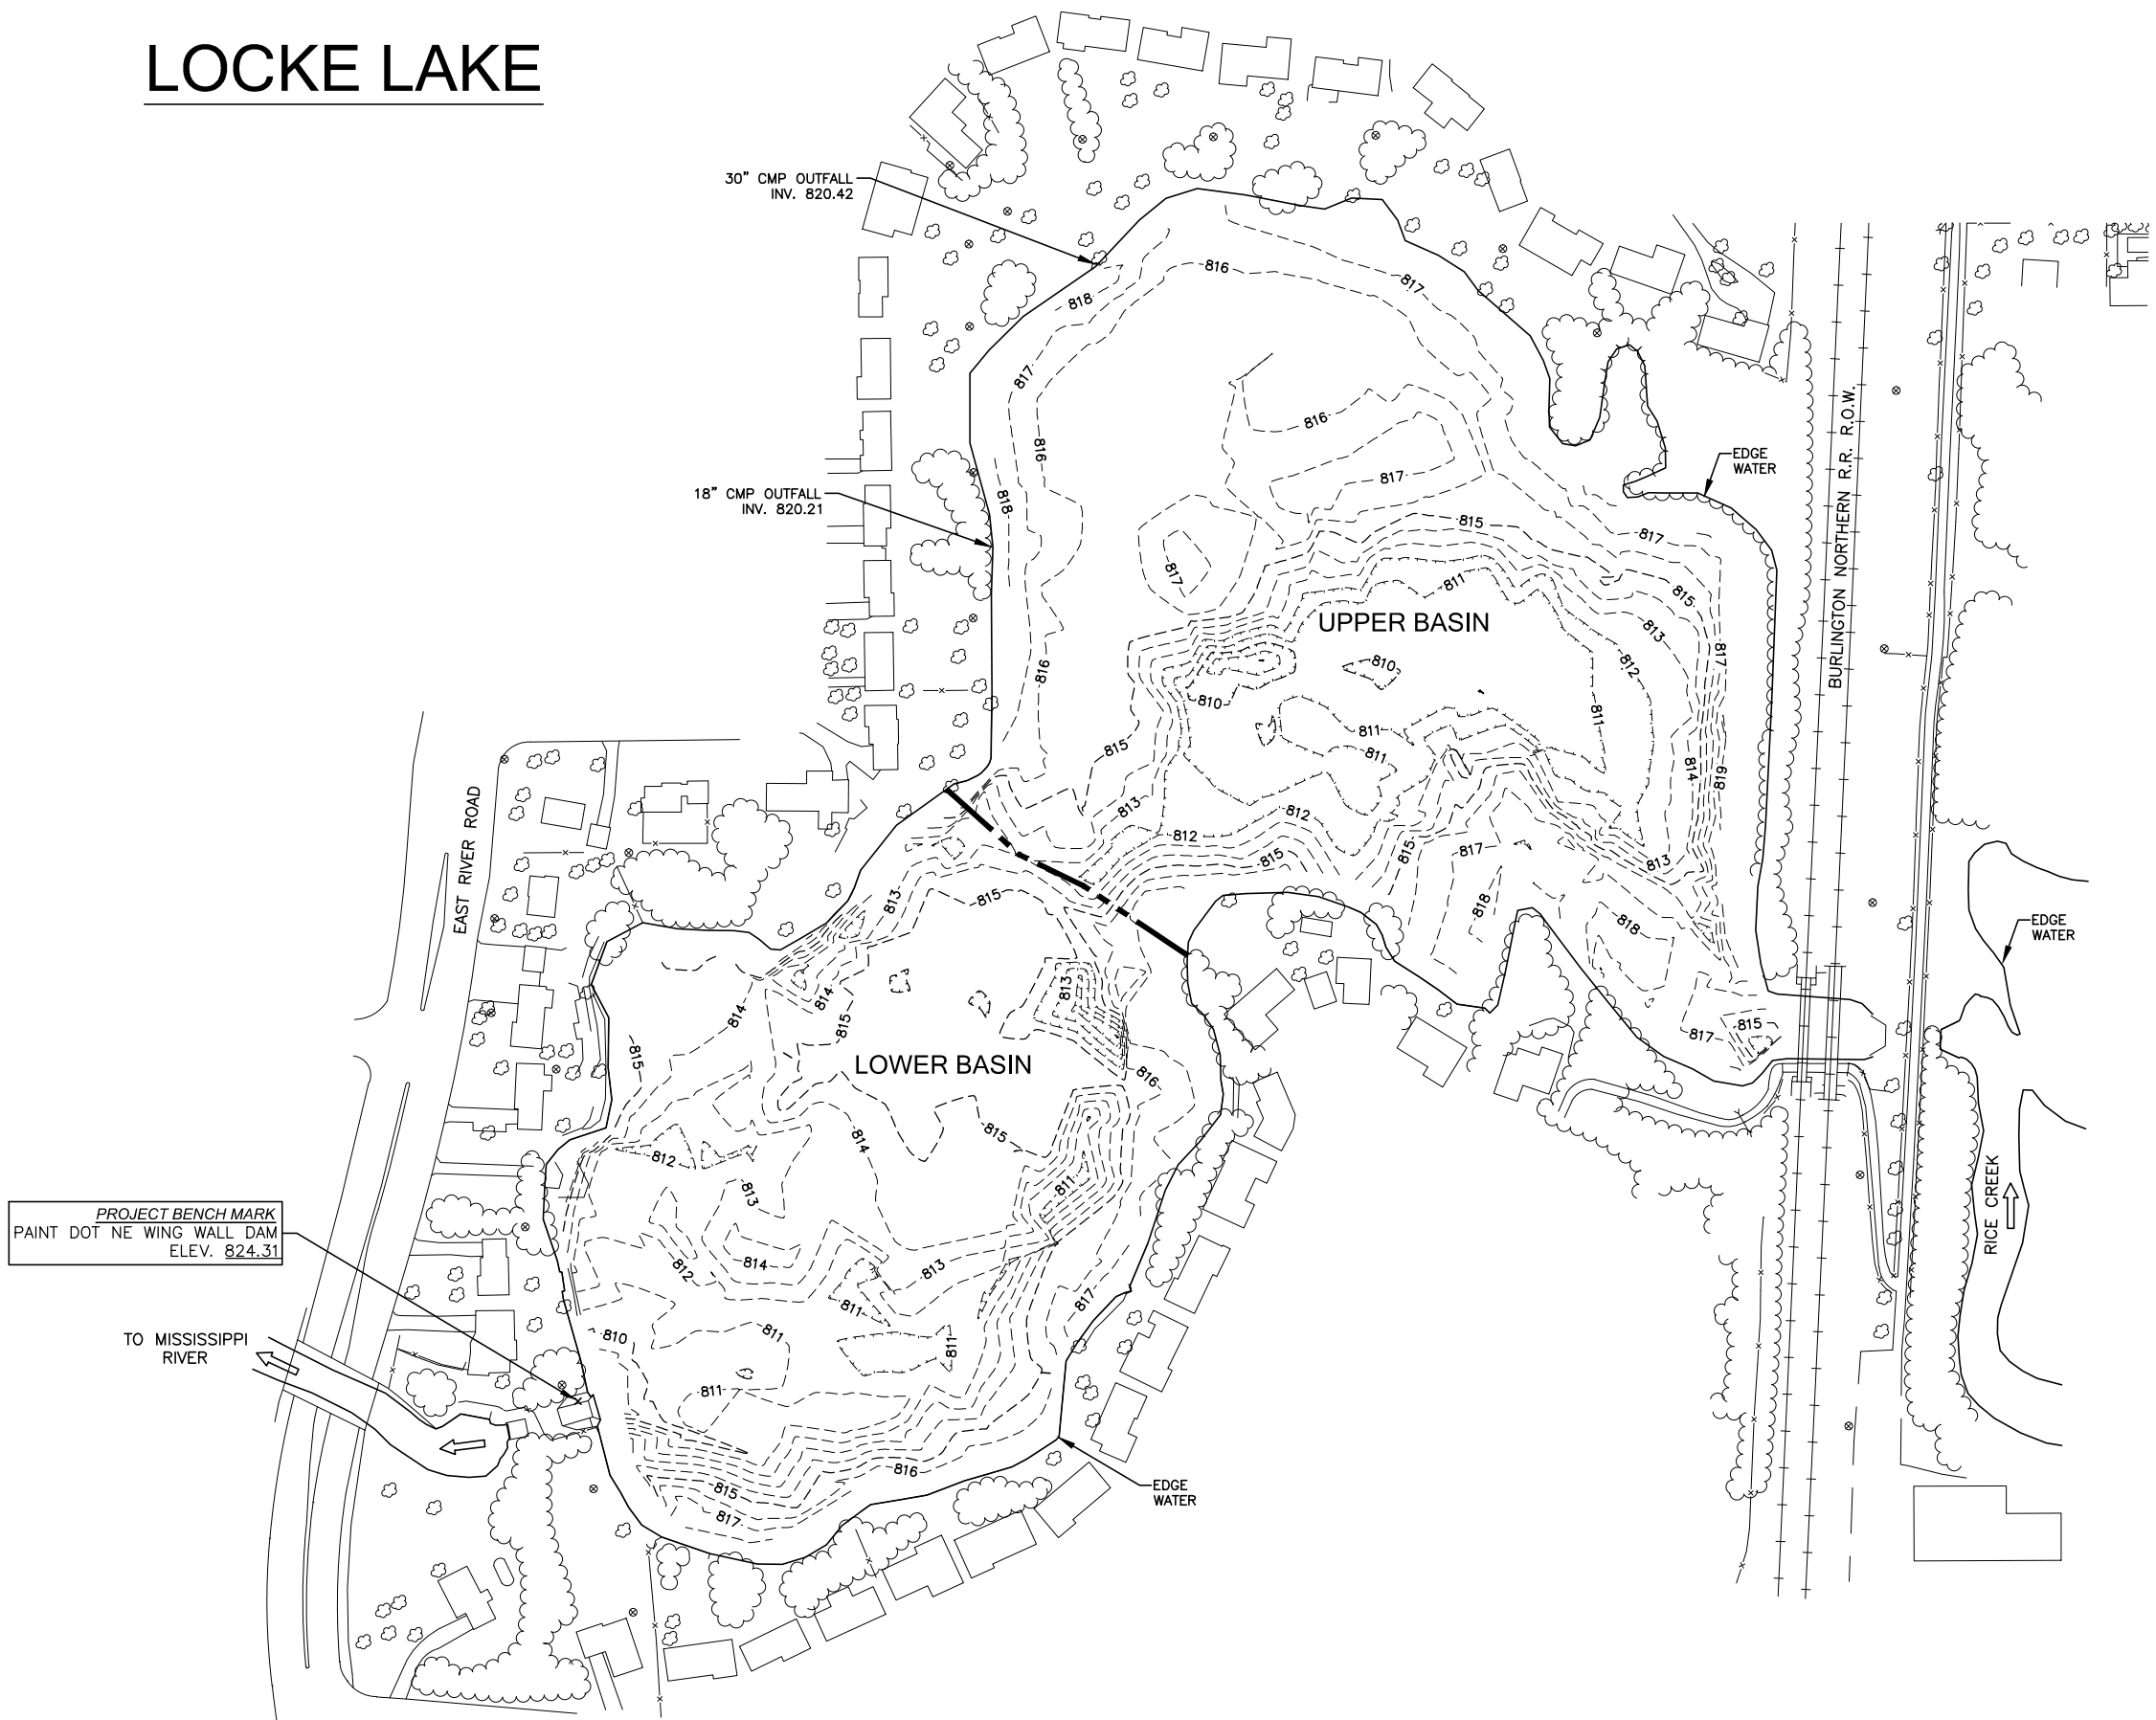 LOCKE LAKE
30" CMP OUTFALL
INV. 820.42
816
817
818
817
816
816
817
EDGE
WATER
18" CMP OUTFALL
INV. 820.21
818
815
817
817
811
815
BURLINGTON NORTHERN R.R. R.O.W.
UPPER BASIN
813
817
812
810
816
810
811
811
811
815
814
819
813
812
812
EAST RIVER ROAD
815
815
817
813
813
815
818
818
EDGE
WATER
814
813
814
815
817
815
815
LOWER BASIN
816
814
815
812
811
813
RICE CREEK
PROJECT BENCH MARK
PAINT DOT NE WING WALL DAM
ELEV. 824.31
812
814
813
811
817
TO MISSISSIPPI
RIVER
810
811
811
811
816
815
817
EDGE
WATER